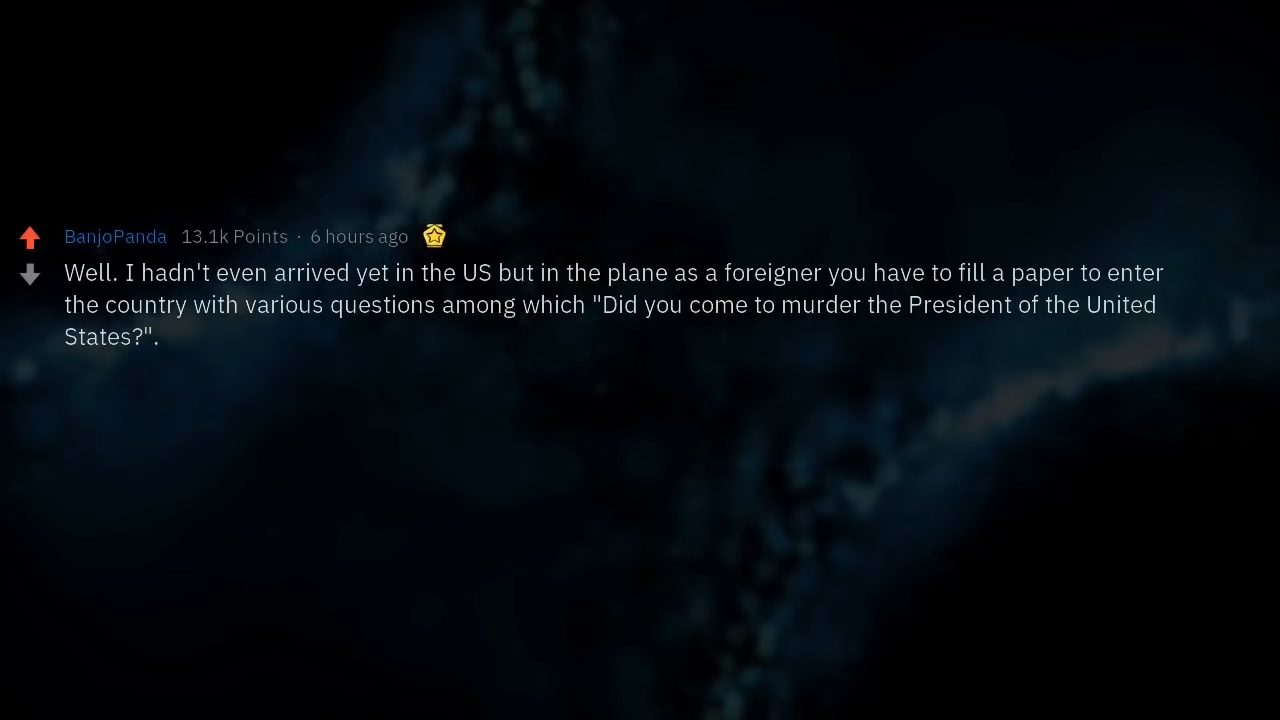 BanjoPanda 13.1k Points · 6 hours ago
Well. I hadn't even arrived yet in the US but in the plane as a foreigner you have to fill a paper to enter
the country with various questions among which "Did you come to murder the President of the United
States?".